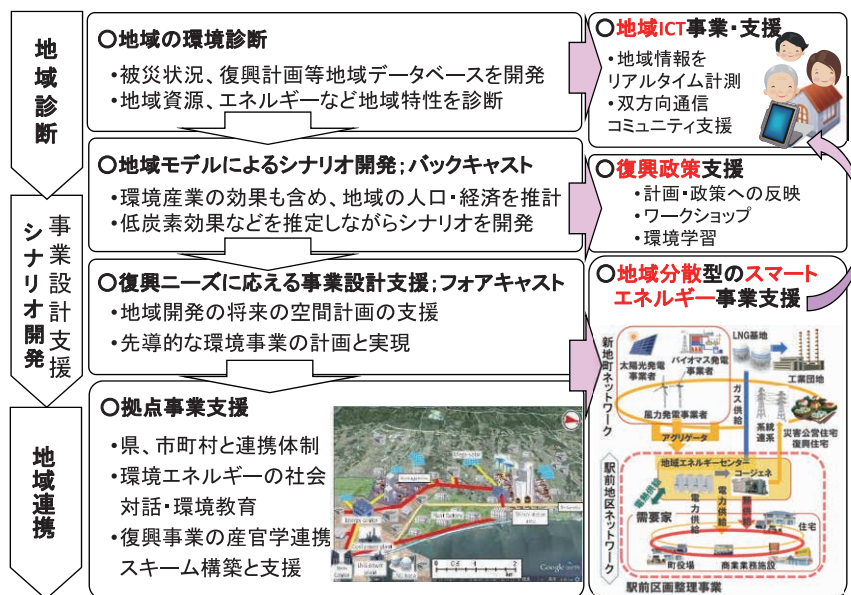 地域診断
○地域の環境診断
・被災状況、復興計画等地域データベースを開発
・地域資源、エネルギーなど地域特性を診断
○地域ICT事業・支援
・地域情報を
リアルタイム計測
・双方向通信
コミュニティ支援
シナリオ開発
事業設計支援
○地域モデルによるシナリオ開発;バックキャスト
・環境産業の効果も含め、地域の人口・経済を推計
・低炭素効果などを推定しながらシナリオを開発
○復興政策支援
・計画・政策への反映
・ワークショップ
・環境学習
○復興ニーズに応える事業設計支援;フォアキャスト
・地域開発の将来の空間計画の支援
・先導的な環境事業の計画と実現
○地域分散型のスマート
エネルギー事業支援
新地町ネットワーク
太陽光発電
事業者
バイオマス発電
事業者
LNG基地
工業団地
風力発電事業者
ガス供給
系統連系
災害公営住宅
復興住宅
アグリゲータ
駅前地区ネットワーク
地域エネルギーセンター
コージェネ
電力供給
電力供給
熱供給
需要家
住宅
町役場
商業業務施設
駅前区画整理事業
地域連携
○拠点事業支援
・県、市町村と連携体制
・環境エネルギーの社会
対話・環境教育
・復興事業の産官学連携
スキーム構築と支援
Mega-solar
Google